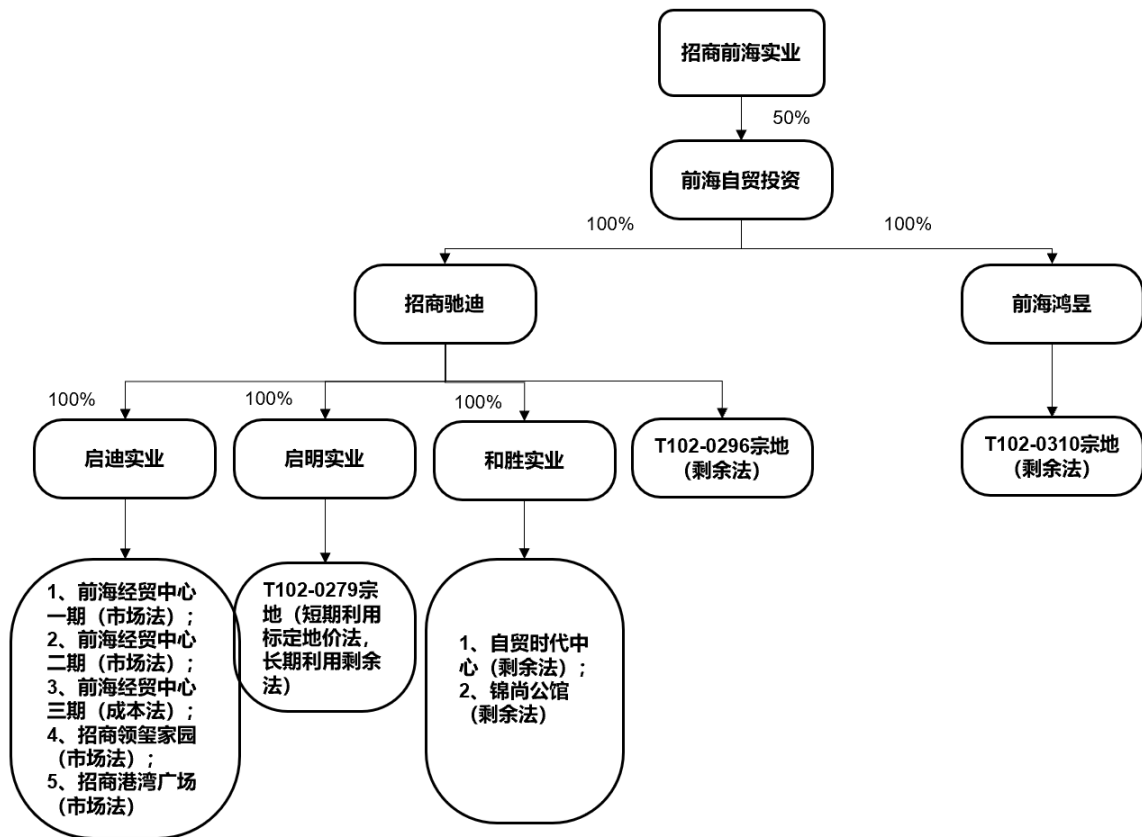 招商前海实业
50%
前海自贸投资
100%
100%
招商驰迪
前海鸿昱
100%
100%
100%
启迪实业
启明实业
和胜实业
T102-0296宗地
（剩余法）
T102-0310宗地
（剩余法）
1、前海经贸中心
一期（市场法）；
2、前海经贸中心
二期（市场法）；
3、前海经贸中心
三期（成本法）；
4、招商领玺家园
（市场法）；
5、招商港湾广场
（市场法）
T102-0279宗
地（短期利用
标定地价法，
长期利用剩余
法）
1、自贸时代中
心（剩余法）；
2、锦尚公馆
（剩余法）